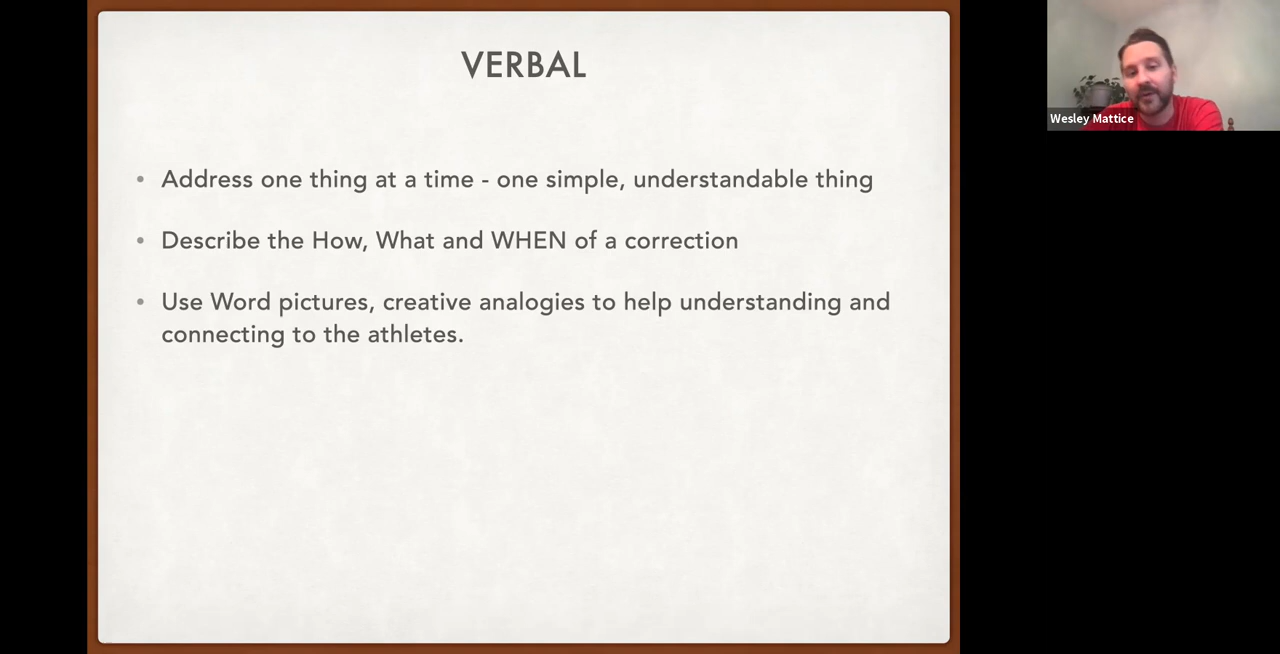 VERBAL
Wesley Mattice
• Address one thing at a time - one simple, understandable thing
• Describe the How, What and WHEN of a correction
• Use Word pictures, creative analogies to help understanding and
connecting to the athletes.